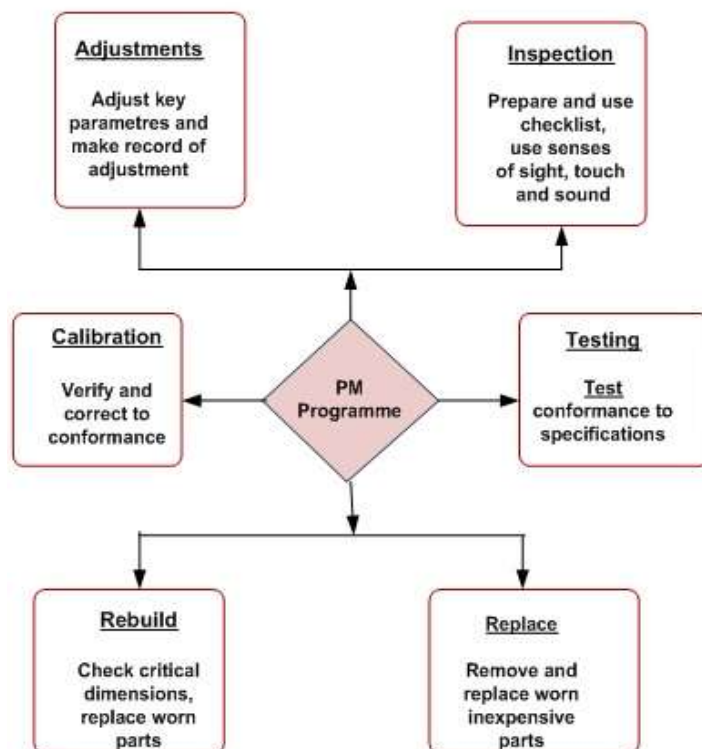 Adjustments
Adjust key
parametres and
make record of
adjustment
Inspection
Prepare and use
checklist,
use senses
of sight, touch
and sound
Calibration
Verify and
correct to
conformance
PM
Programme
Testing
Test
conformance to
specifications
Rebuild
Check critical
dimensions,
replace worn
parts
Replace
Remove and
replace worn
inexpensive
parts